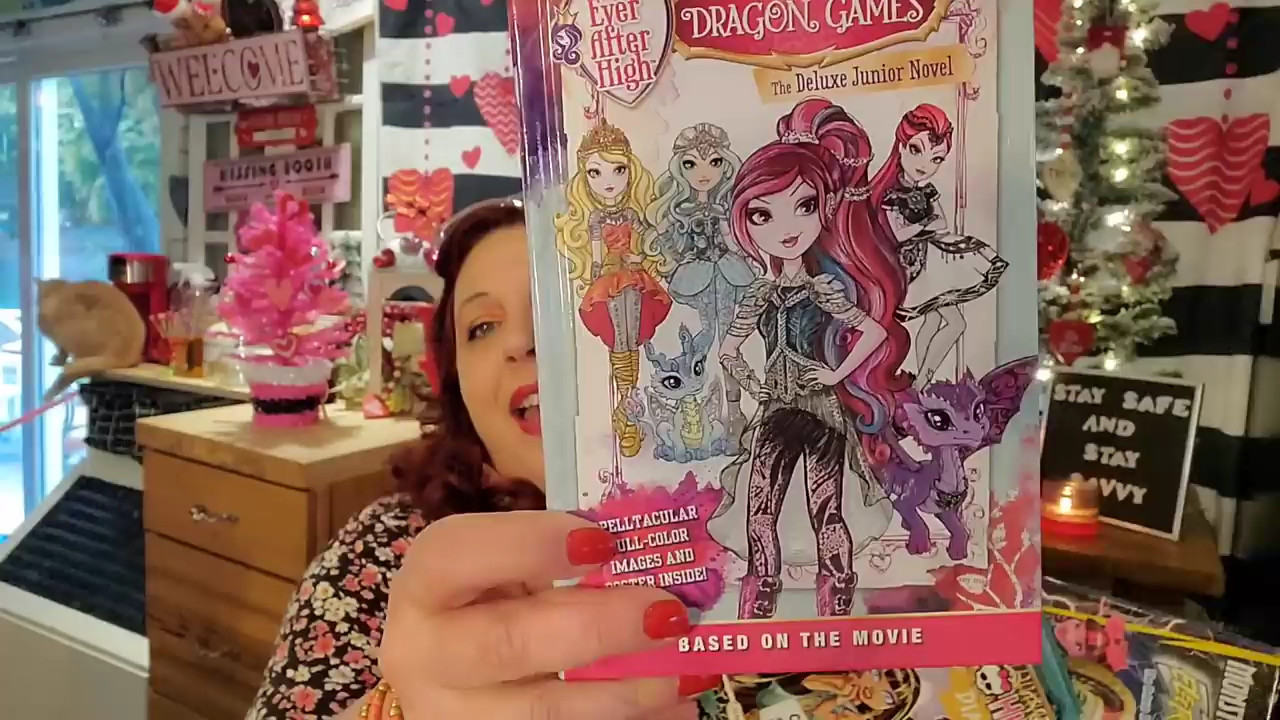 WELCOME
KISSING BOOTH
Ever
After
High
DRAGON GAMES
The Deluxe Junior Novel
PELLTACULAR
ULL-COLOR
IMAGES AND
OSTER INSIDE!
BASED ON THE MOVIE
STAY SAFE
AND
STAY
AVVY